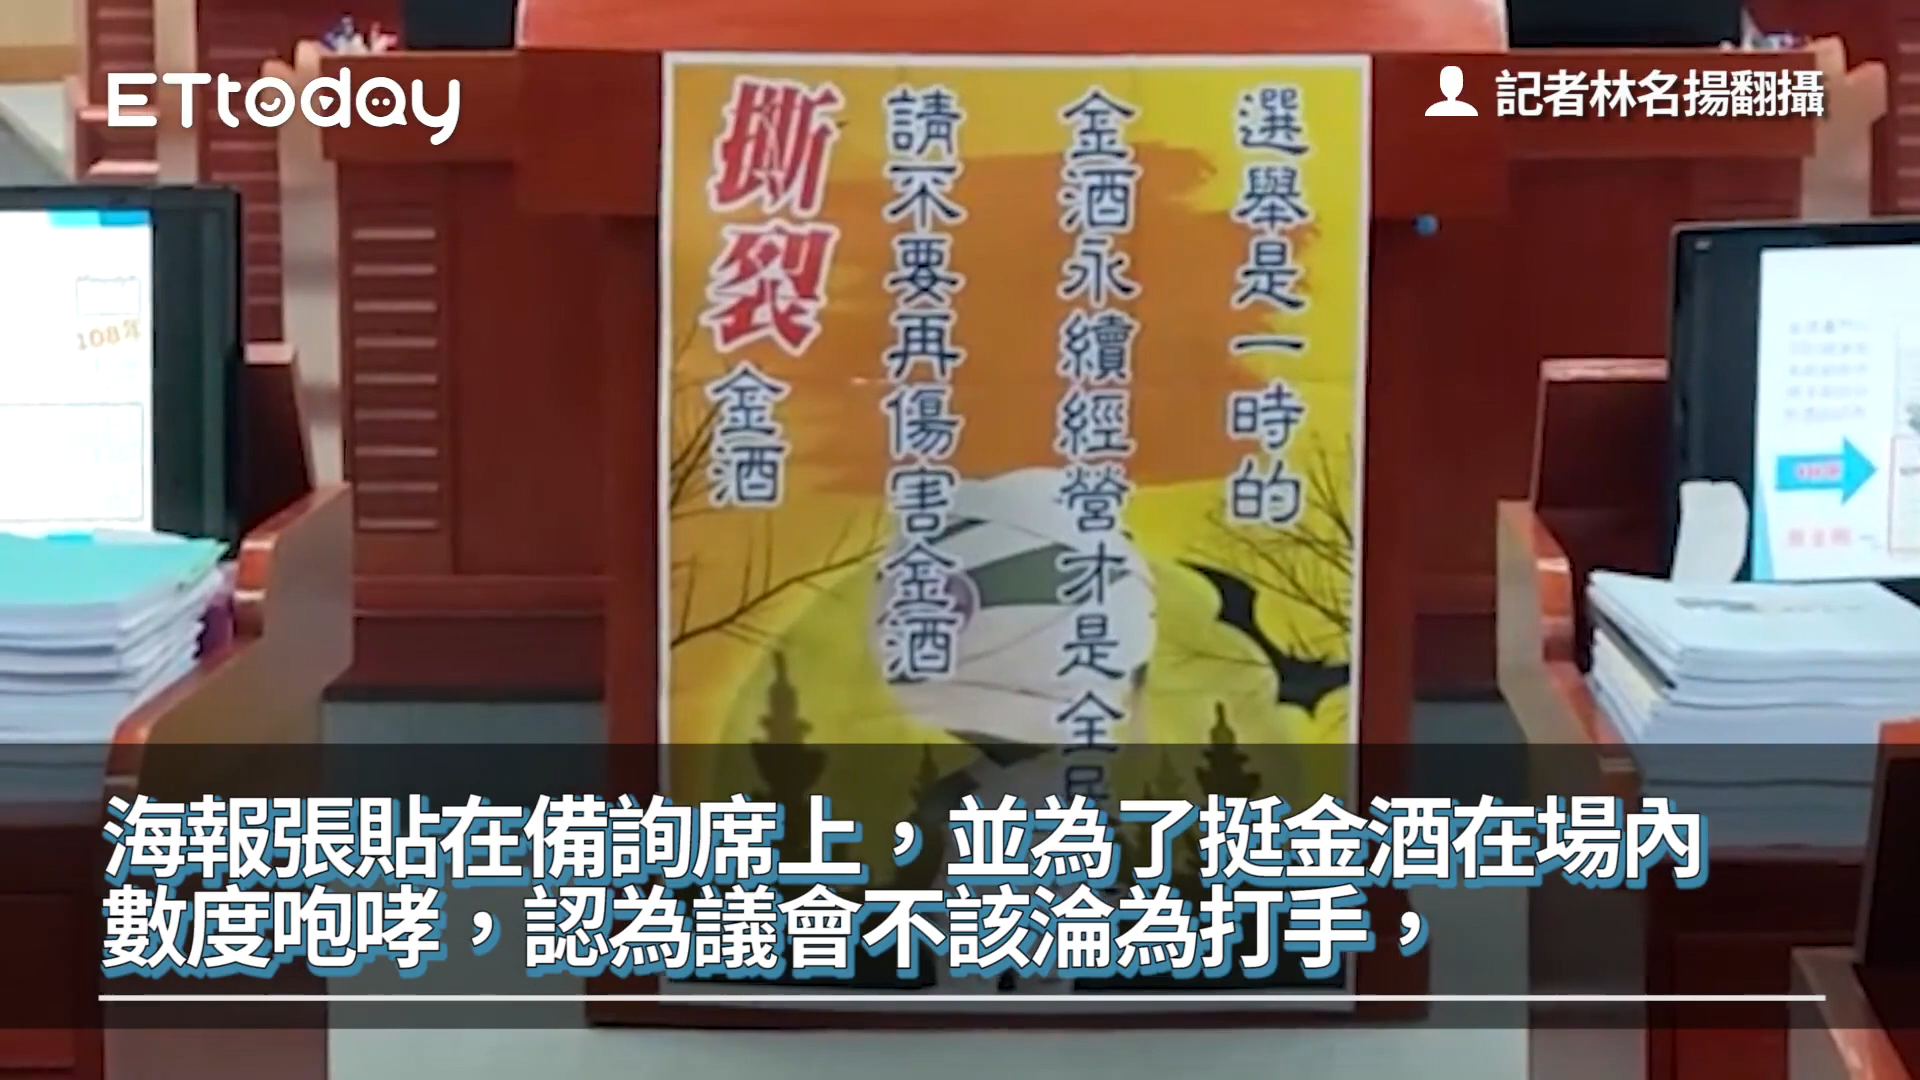 ETtoday
記者林名揚翻攝
選舉是一時的
金酒永續經營才是全民
請不要再傷害金酒
撕裂金酒
108年
海報張貼在備詢席上，並為了挺金酒在場內
數度咆哮，認為議會不該淪為打手，